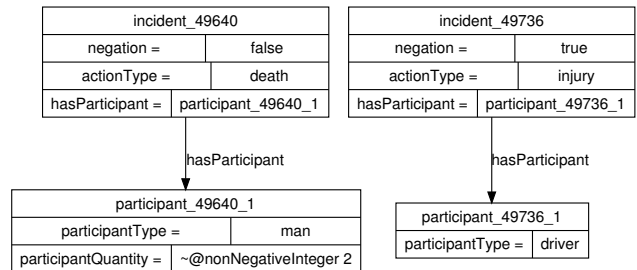 incident_49640
negation = false
actionType = death
hasParticipant = participant_49640_1
incident_49736
negation = true
actionType = injury
hasParticipant = participant_49736_1
hasParticipant
hasParticipant
participant_49640_1
participantType = man
participantQuantity = ~@nonNegativeInteger 2
participant_49736_1
participantType = driver